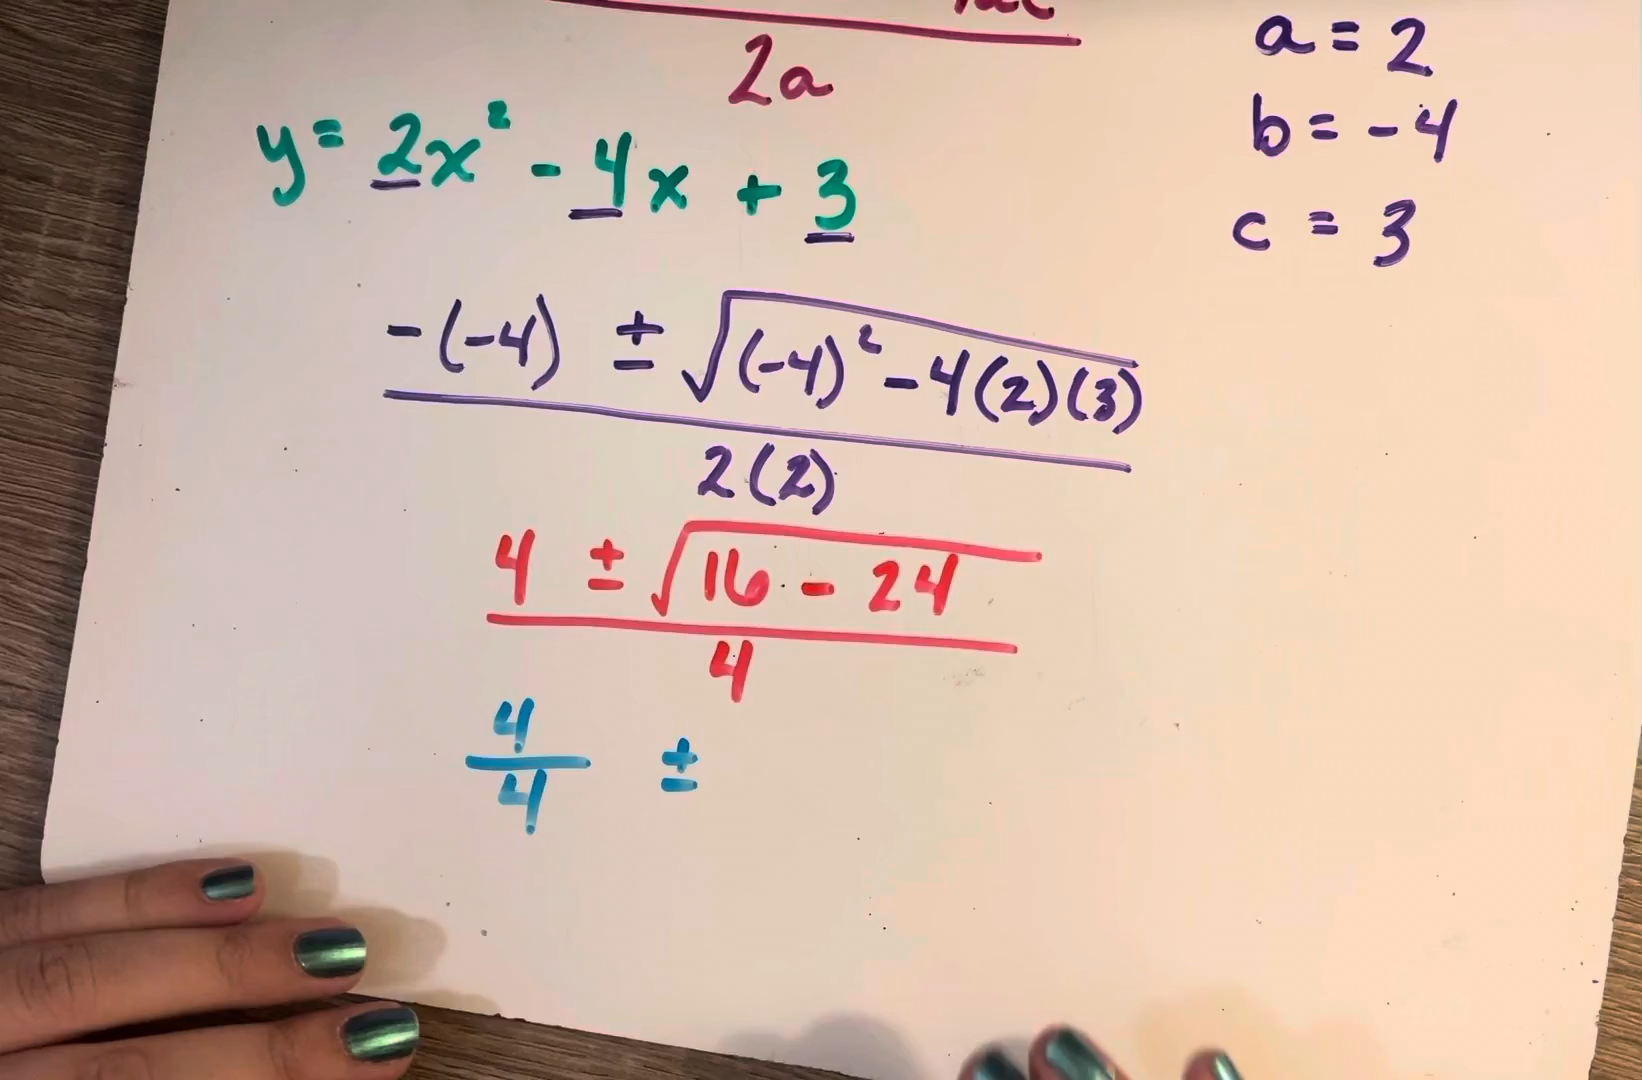 2a
a = 2
y = 2x² - 4x + 3
b = -4
c = 3
-(-4) ± √(-4)² - 4(2)(3)
2(2)
4 ± √16 - 24
4
4 ±
4